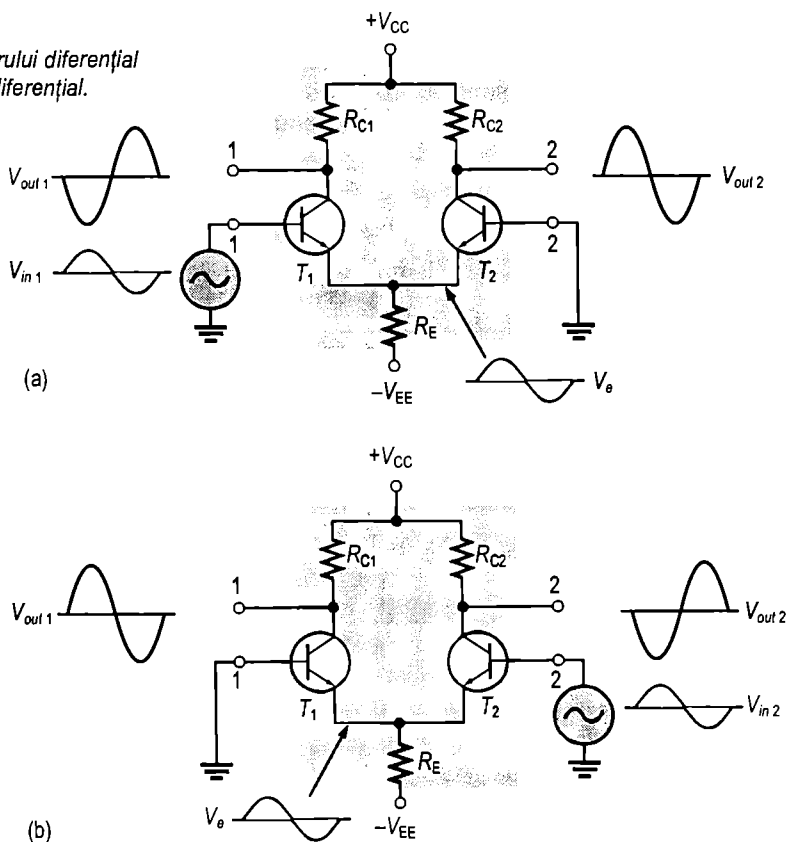 rului diferențial
diferențial.
+V_CC
R_C1
R_C2
1
2
V_out 1
V_out 2
1
2
V_in 1
T_1
T_2
R_E
(a)
-V_EE
V_e
+V_CC
R_C1
R_C2
1
2
V_out 1
V_out 2
1
2
T_1
T_2
V_in 2
R_E
V_e
-V_EE
(b)